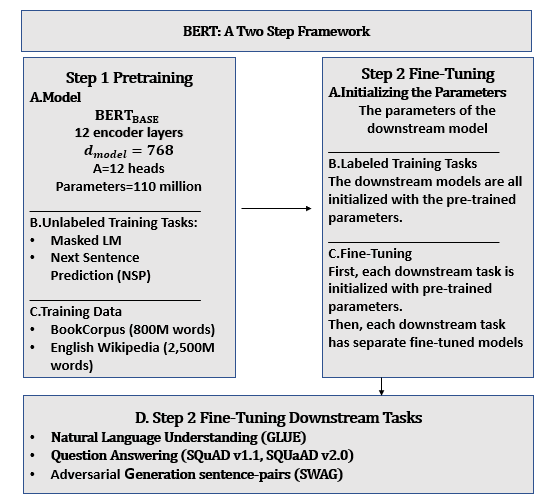 BERT: A Two Step Framework
Step 1 Pretraining
A.Model
BERT_BASE
12 encoder layers
d_model = 768
A=12 heads
Parameters=110 million
B.Unlabeled Training Tasks:
• Masked LM
• Next Sentence
Prediction (NSP)
C.Training Data
• BookCorpus (800M words)
• English Wikipedia (2,500M
words)
Step 2 Fine-Tuning
A.Initializing the Parameters
The parameters of the
downstream model
B.Labeled Training Tasks
The downstream models are all
initialized with the pre-trained
parameters.
C.Fine-Tuning
First, each downstream task is
initialized with pre-trained
parameters.
Then, each downstream task
has separate fine-tuned models
D. Step 2 Fine-Tuning Downstream Tasks
• Natural Language Understanding (GLUE)
• Question Answering (SQuAD v1.1, SQUaAD v2.0)
• Adversarial Generation sentence-pairs (SWAG)